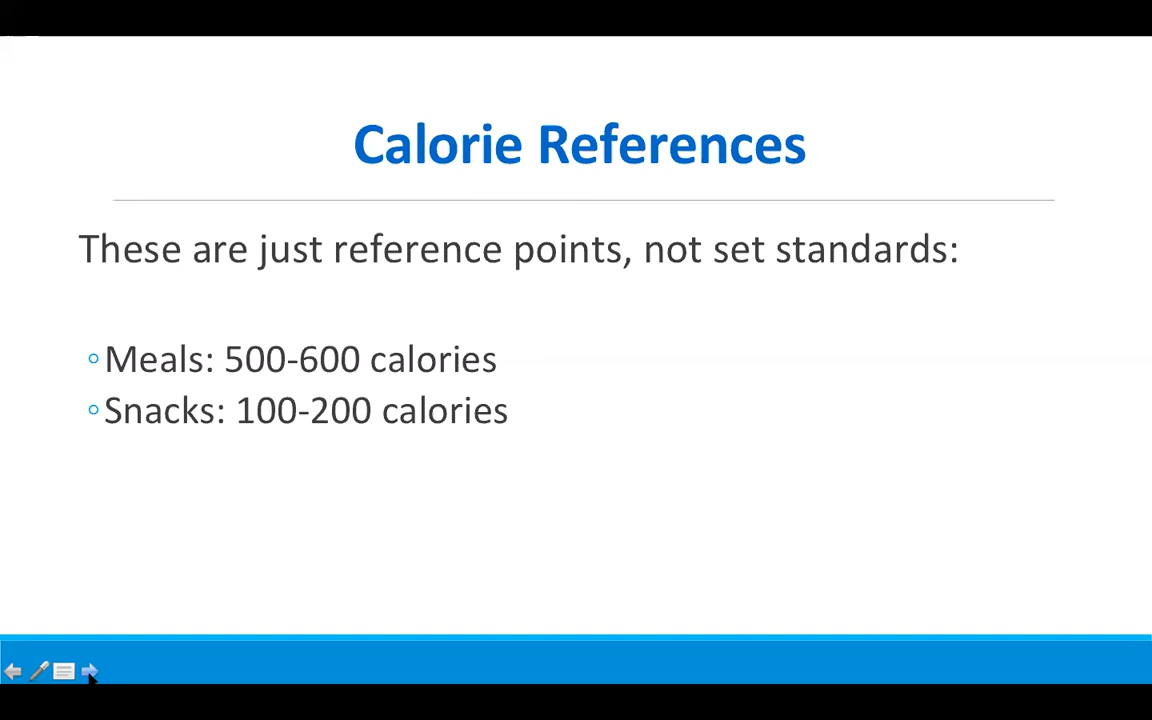 Calorie References
These are just reference points, not set standards:
◦Meals: 500-600 calories
◦Snacks: 100-200 calories